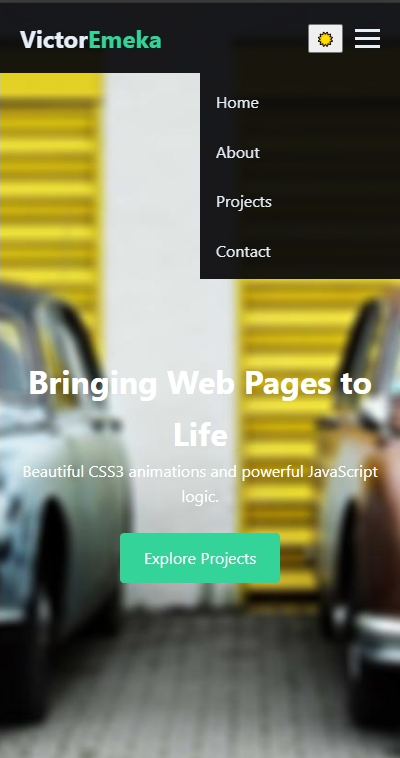 VictorEmeka
Home
About
Projects
Contact
Bringing Web Pages to
Life
Beautiful CSS3 animations and powerful JavaScript
logic.
Explore Projects